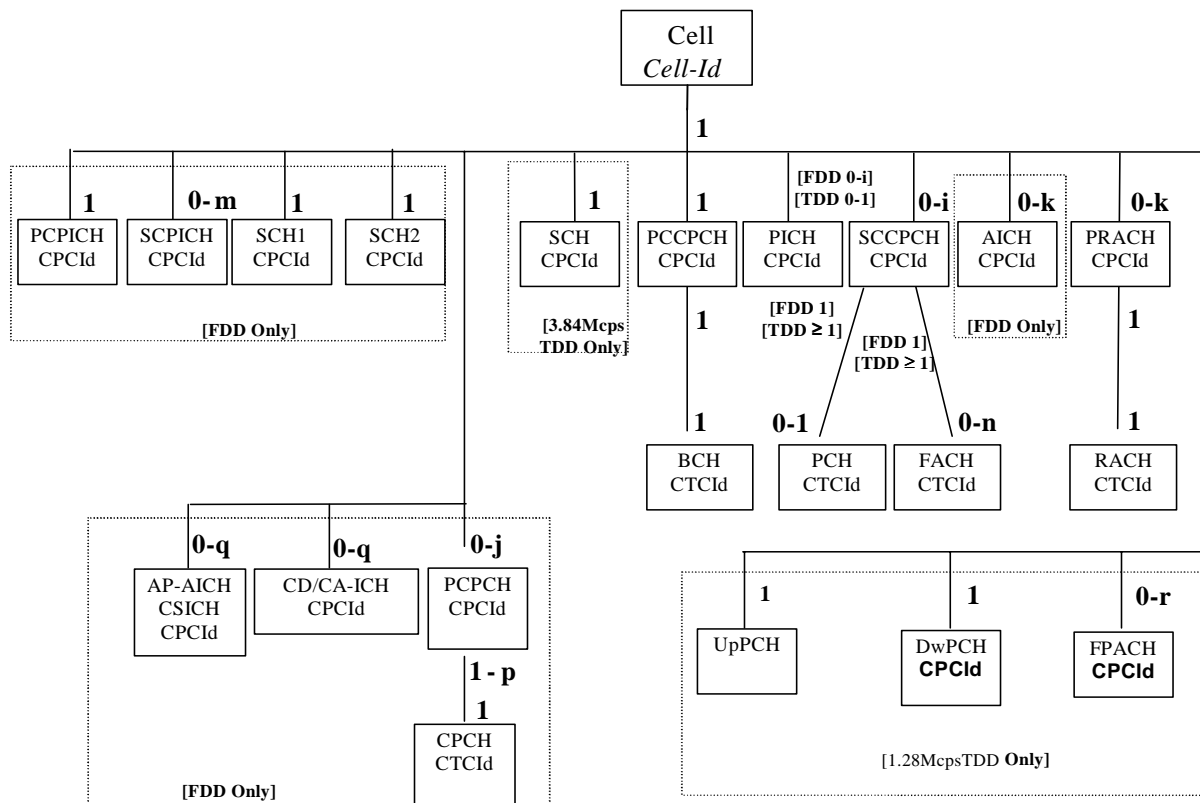 Cell
Cell-Id
1
[FDD 0-i]
[TDD 0-1]
1
0-m
1
1
1
1
0-i
0-k
0-k
PCPICH
CPCId
SCPICH
CPCId
SCH1
CPCId
SCH2
CPCId
SCH
CPCId
PCCPCH
CPCId
PICH
CPCId
SCCPCH
CPCId
AICH
CPCId
PRACH
CPCId
[FDD Only]
[3.84Mcps
TDD Only]
1
[FDD 1]
[TDD ≥ 1]
[FDD 1]
[TDD ≥ 1]
[FDD Only]
1
1
0-1
0-n
1
BCH
CTCId
PCH
CTCId
FACH
CTCId
RACH
CTCId
0-q
0-q
0-j
AP-AICH
CSICH
CPCId
CD/CA-ICH
CPCId
PCPCH
CPCId
1-p
1
CPCH
CTCId
[FDD Only]
1
1
0-r
UpPCH
DwPCH
CPCId
FPACH
CPCId
[1.28McpsTDD Only]